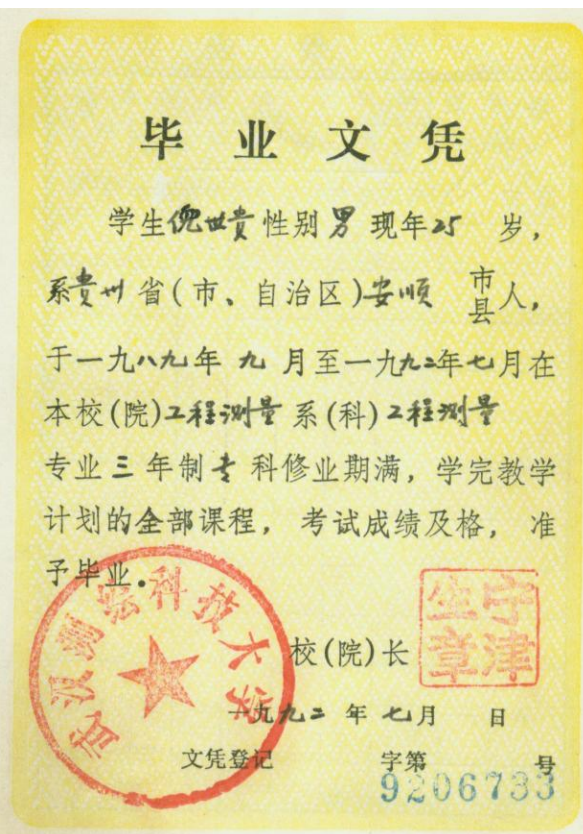 毕业文凭
学生倪世贵性别男现年25 岁，
系贵州省(市、自治区)安顺 市县人，
于一九八九年 九 月至一九九二年七月在
本校(院)工程测量系(科)工程测量
专业三年制专科修业期满，学完教学
计划的全部课程， 考试成绩及格， 准
予毕业.
武汉测绘科技大学
校(院)长
宁津生章
一九九二 年 七月 日
文凭登记 字第 号
9206733